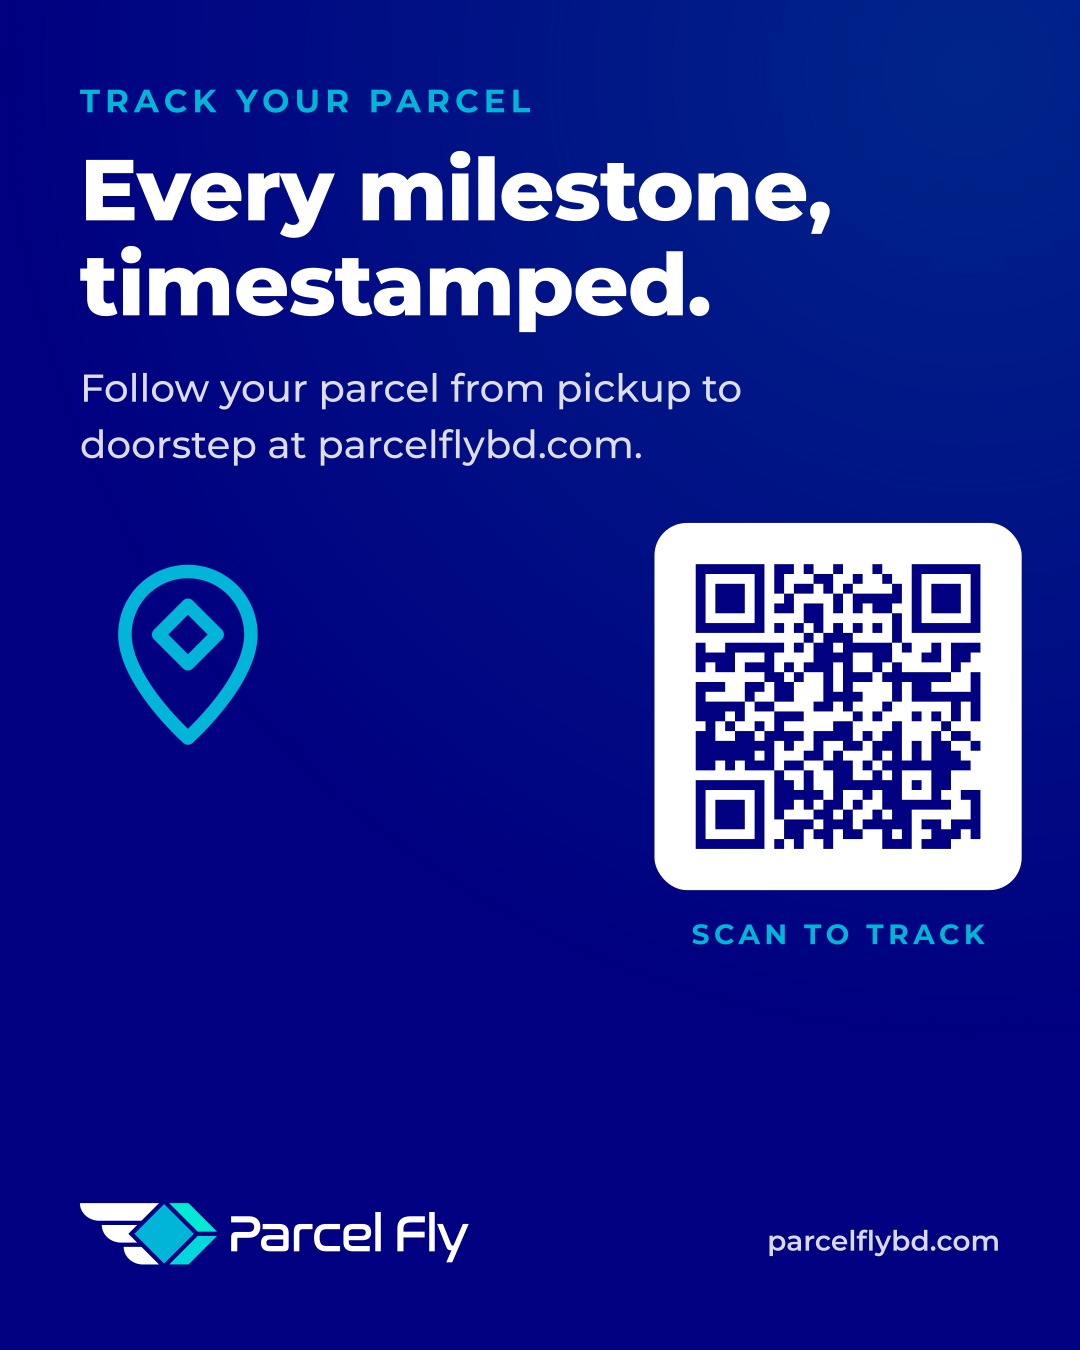 TRACK YOUR PARCEL
Every milestone,
timestamped.
Follow your parcel from pickup to
doorstep at parcelflybd.com.
SCAN TO TRACK
Parcel Fly
parcelflybd.com